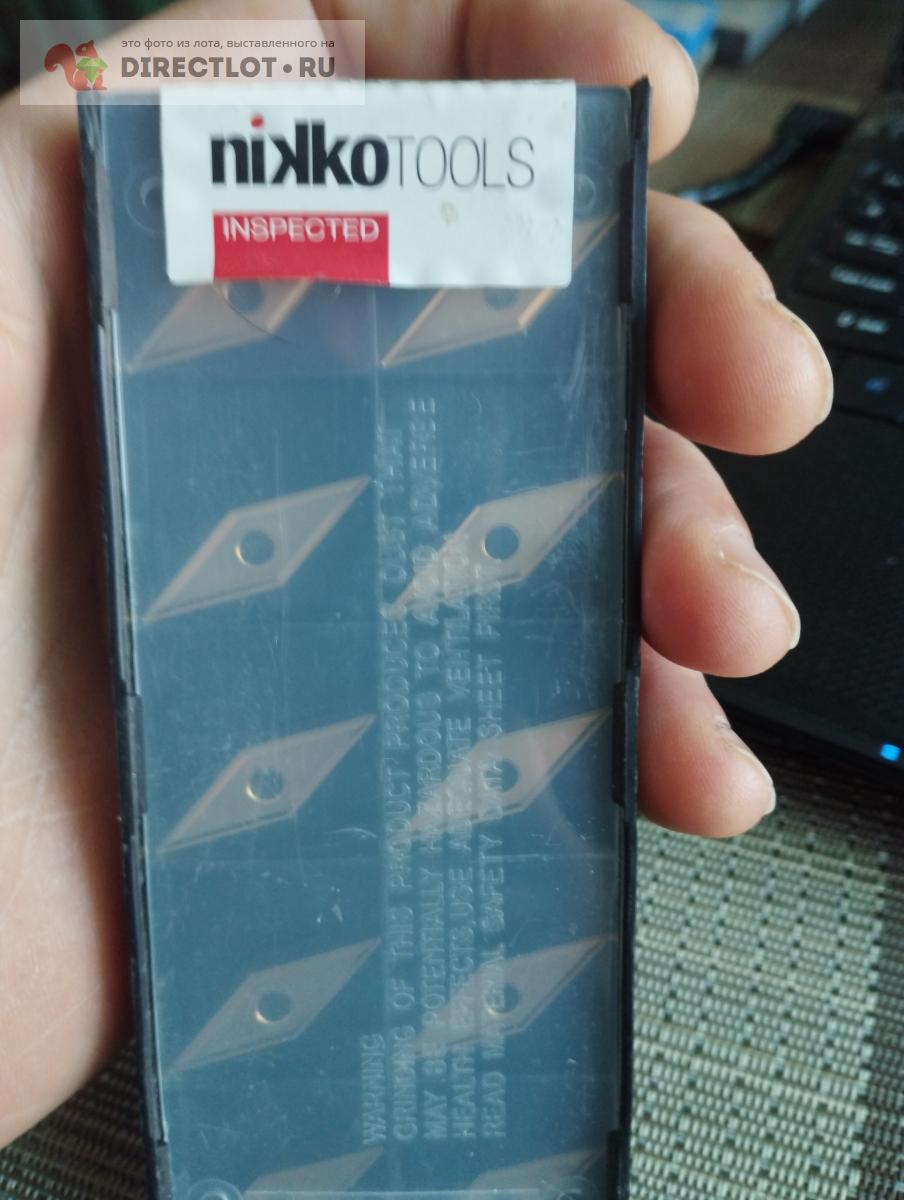 это фото из лота, выставленного на
DIRECTLOT•RU
nikkoTOOLS
INSPECTED
WARNING
GRINDING OF THIS PRODUCT PRODUCES DUST THAT
MAY BE POTENTIALLY HAZARDOUS TO AVOID ADVERSE
HEALTH EFFECTS USE ADEQUATE VENTILATION
READ MATERIAL SAFETY DATA SHEET FIRST